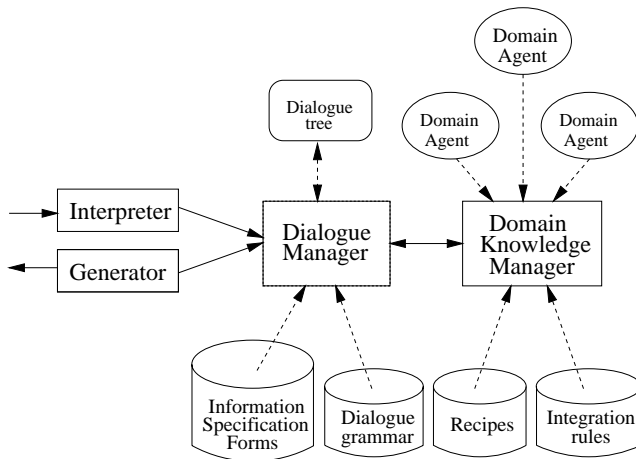 Domain
Agent
Dialogue
tree
Domain
Agent
Domain
Agent
Interpreter
Generator
Dialogue
Manager
Domain
Knowledge
Manager
Information
Specification
Forms
Dialogue
grammar
Recipes
Integration
rules